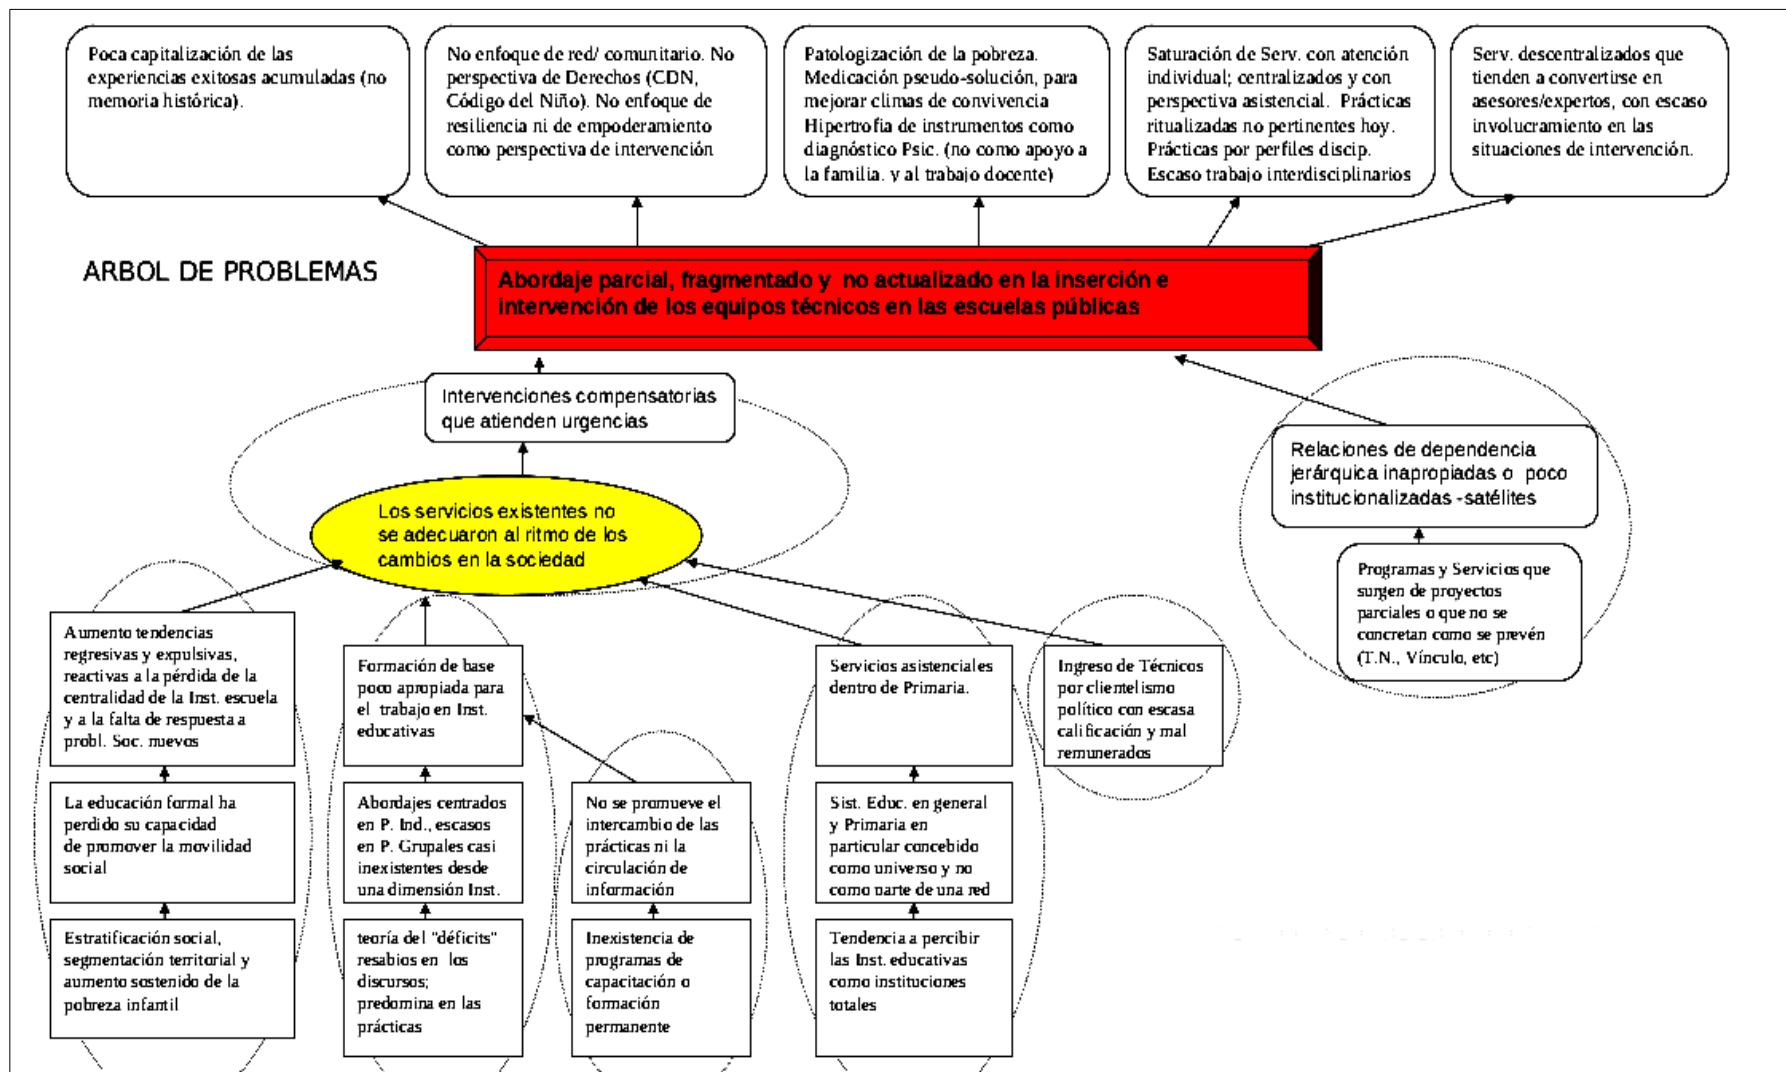 Poca capitalización de las
experiencias exitosas acumuladas (no
memoria histórica).
No enfoque de red/ comunitario. No
perspectiva de Derechos (CDN,
Código del Niño). No enfoque de
resiliencia ni de empoderamiento
como perspectiva de intervención
Patologización de la pobreza.
Medicación pseudo-solución, para
mejorar climas de convivencia
Hipertrofia de instrumentos como
diagnóstico Psic. (no como apoyo a
la familia. y al trabajo docente)
Saturación de Serv. con atención
individual; centralizados y con
perspectiva asistencial. Prácticas
ritualizadas no pertinentes hoy.
Prácticas por perfiles discip.
Escaso trabajo interdisciplinarios
Serv. descentralizados que
tienden a convertirse en
asesores/expertos, con escaso
involucramiento en las
situaciones de intervención.
ARBOL DE PROBLEMAS
Abordaje parcial, fragmentado y no actualizado en la inserción e
intervención de los equipos técnicos en las escuelas públicas
Intervenciones compensatorias
que atienden urgencias
Relaciones de dependencia
jerárquica inapropiadas o poco
institucionalizadas -satélites
Los servicios existentes no
se adecuaron al ritmo de los
cambios en la sociedad
Programas y Servicios que
surgen de proyectos
parciales o que no se
concretan como se prevén
(T.N., Vínculo, etc)
Aumento tendencias
regresivas y expulsivas,
reactivas a la pérdida de la
centralidad de la Inst. escuela
y a la falta de respuesta a
probl. Soc. nuevos
Formación de base
poco apropiada para
el trabajo en Inst.
educativas
Servicios asistenciales
dentro de Primaria.
Ingreso de Técnicos
por clientelismo
político con escasa
calificación y mal
remunerados
La educación formal ha
perdido su capacidad
de promover la movilidad
social
Abordajes centrados
en P. Ind., escasos
en P. Grupales casi
inexistentes desde
una dimensión Inst.
No se promueve el
intercambio de las
prácticas ni la
circulación de
información
Sist. Educ. en general
y Primaria en
particular concebido
como universo y no
como parte de una red
Estratificación social,
segmentación territorial y
aumento sostenido de la
pobreza infantil
teoría del "déficits"
resabios en los
discursos;
predomina en las
prácticas
Inexistencia de
programas de
capacitación o
formación
permanente
Tendencia a percibir
las Inst. educativas
como instituciones
totales